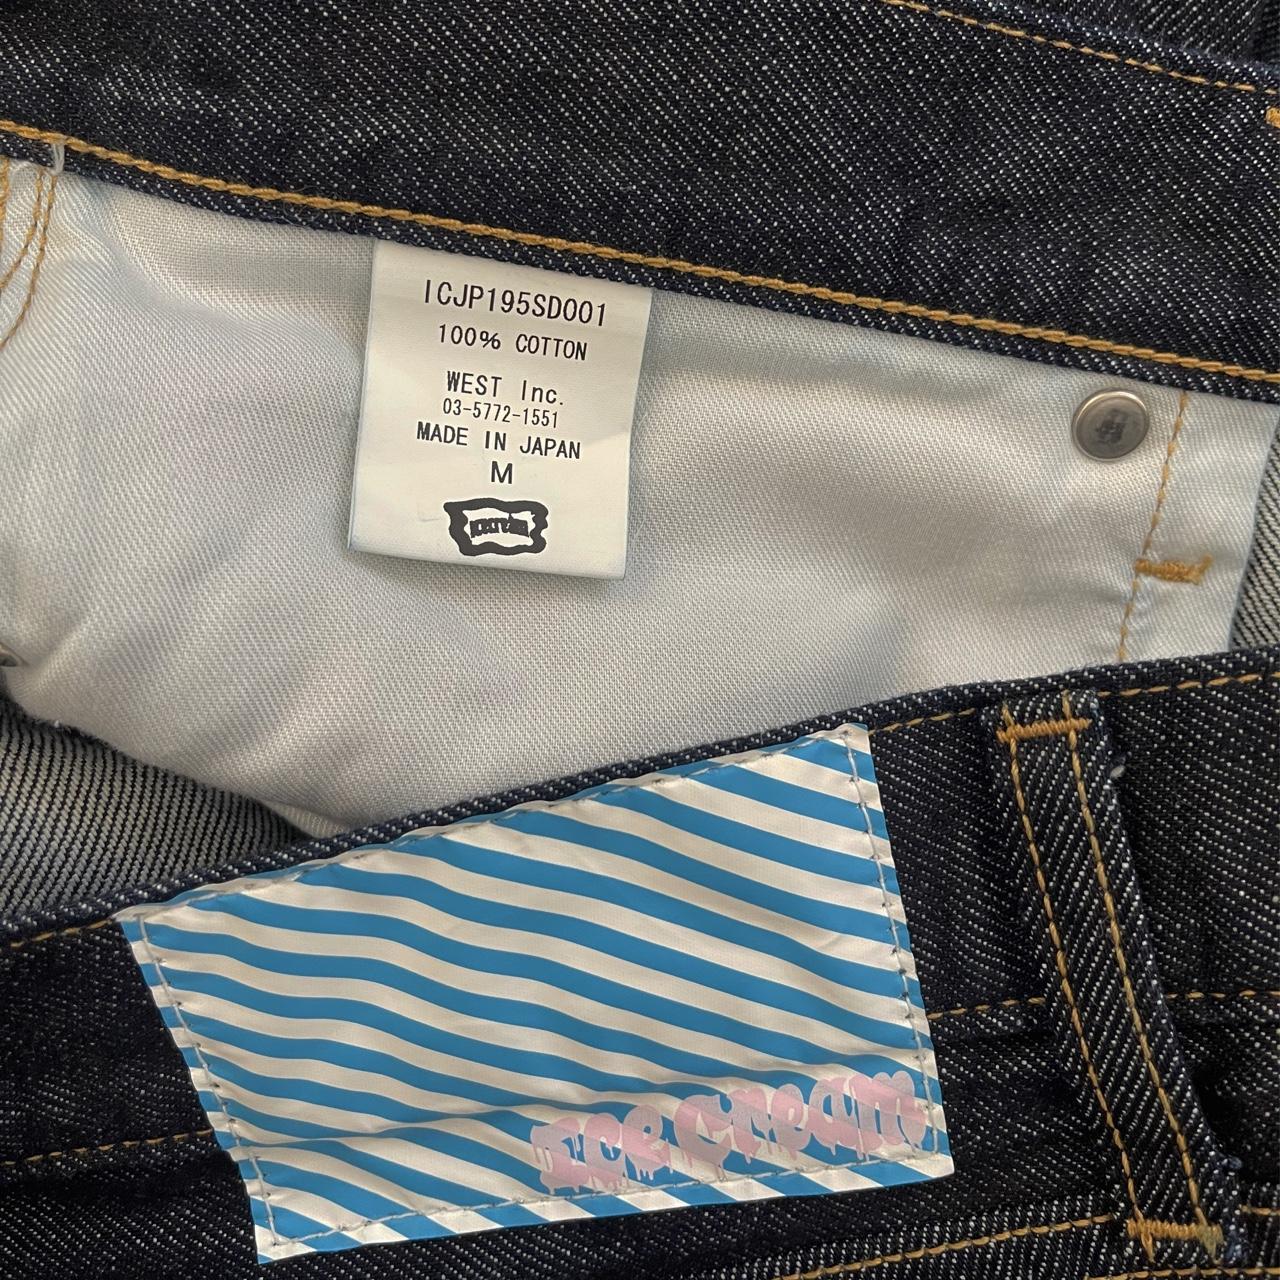 ICJP195SD001
100% COTTON
WEST Inc.
03-5772-1551
MADE IN JAPAN
M
Ice cream